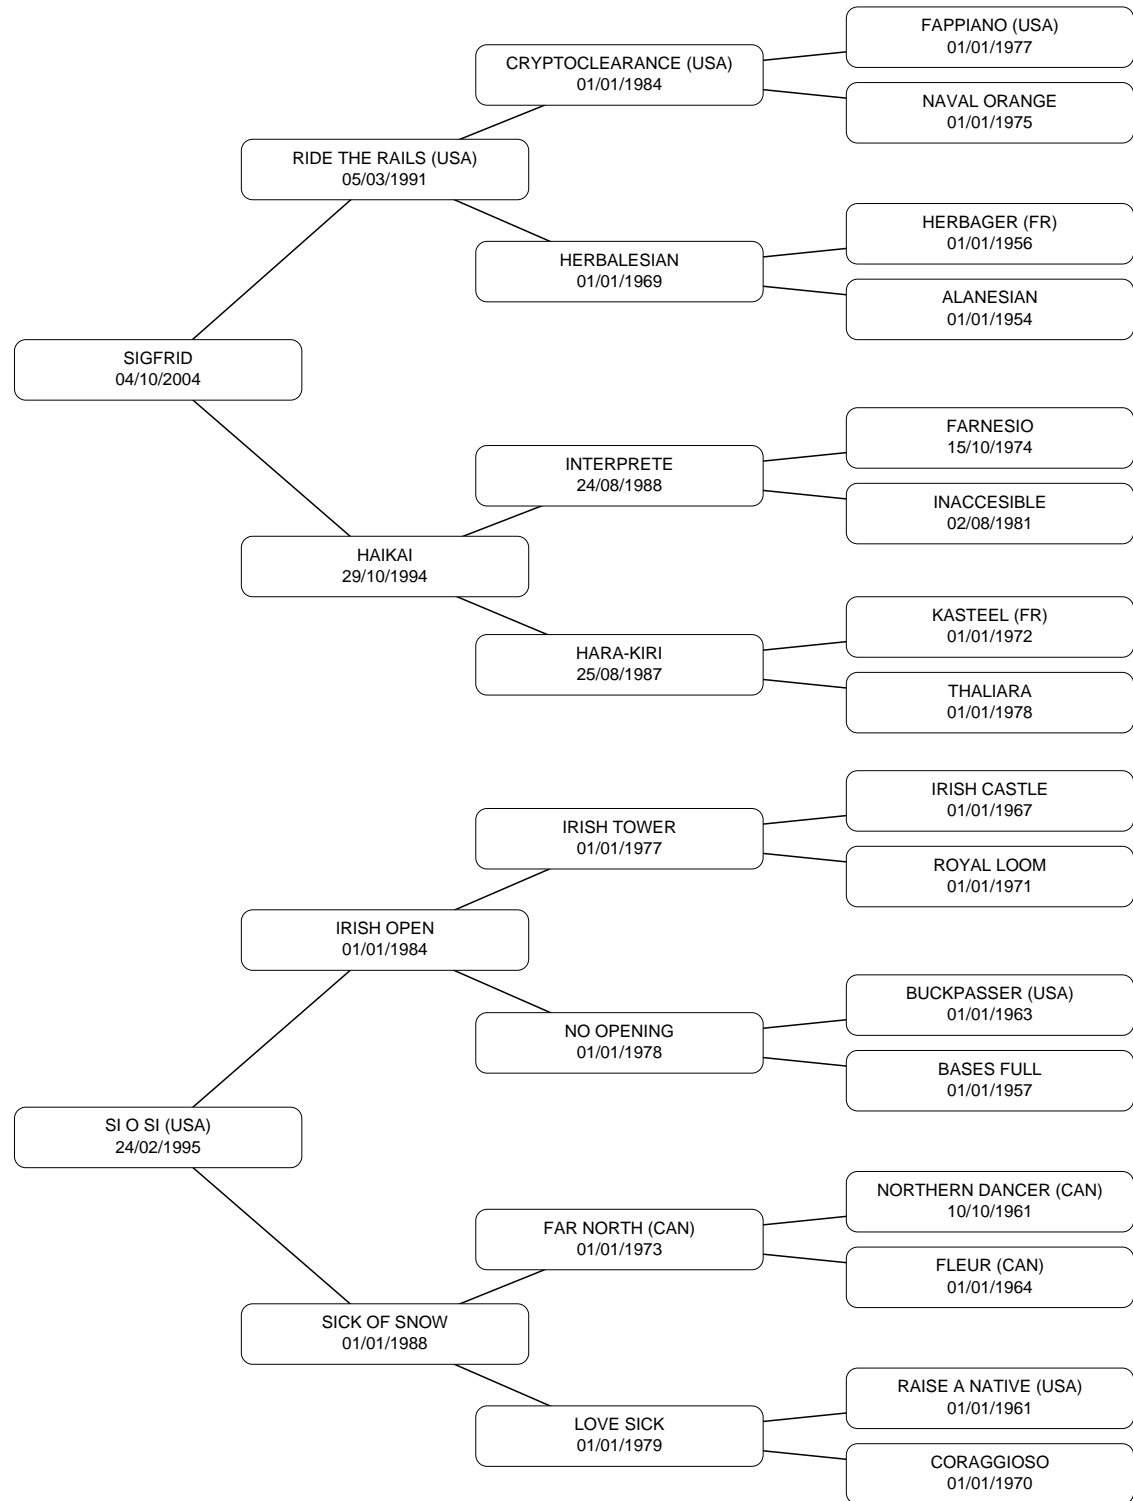 FAPPIANO (USA)
01/01/1977
CRYPTOCLEARANCE (USA)
01/01/1984
NAVAL ORANGE
01/01/1975
RIDE THE RAILS (USA)
05/03/1991
HERBAGER (FR)
01/01/1956
HERBALESIAN
01/01/1969
ALANESIAN
01/01/1954
SIGFRID
04/10/2004
FARNESIO
15/10/1974
INTERPRETE
24/08/1988
INACCESIBLE
02/08/1981
HAIKAI
29/10/1994
KASTEEL (FR)
01/01/1972
HARA-KIRI
25/08/1987
THALIARA
01/01/1978
IRISH CASTLE
01/01/1967
IRISH TOWER
01/01/1977
ROYAL LOOM
01/01/1971
IRISH OPEN
01/01/1984
BUCKPASSER (USA)
01/01/1963
NO OPENING
01/01/1978
BASES FULL
01/01/1957
SI O SI (USA)
24/02/1995
NORTHERN DANCER (CAN)
10/10/1961
FAR NORTH (CAN)
01/01/1973
FLEUR (CAN)
01/01/1964
SICK OF SNOW
01/01/1988
RAISE A NATIVE (USA)
01/01/1961
LOVE SICK
01/01/1979
CORAGGIOSO
01/01/1970